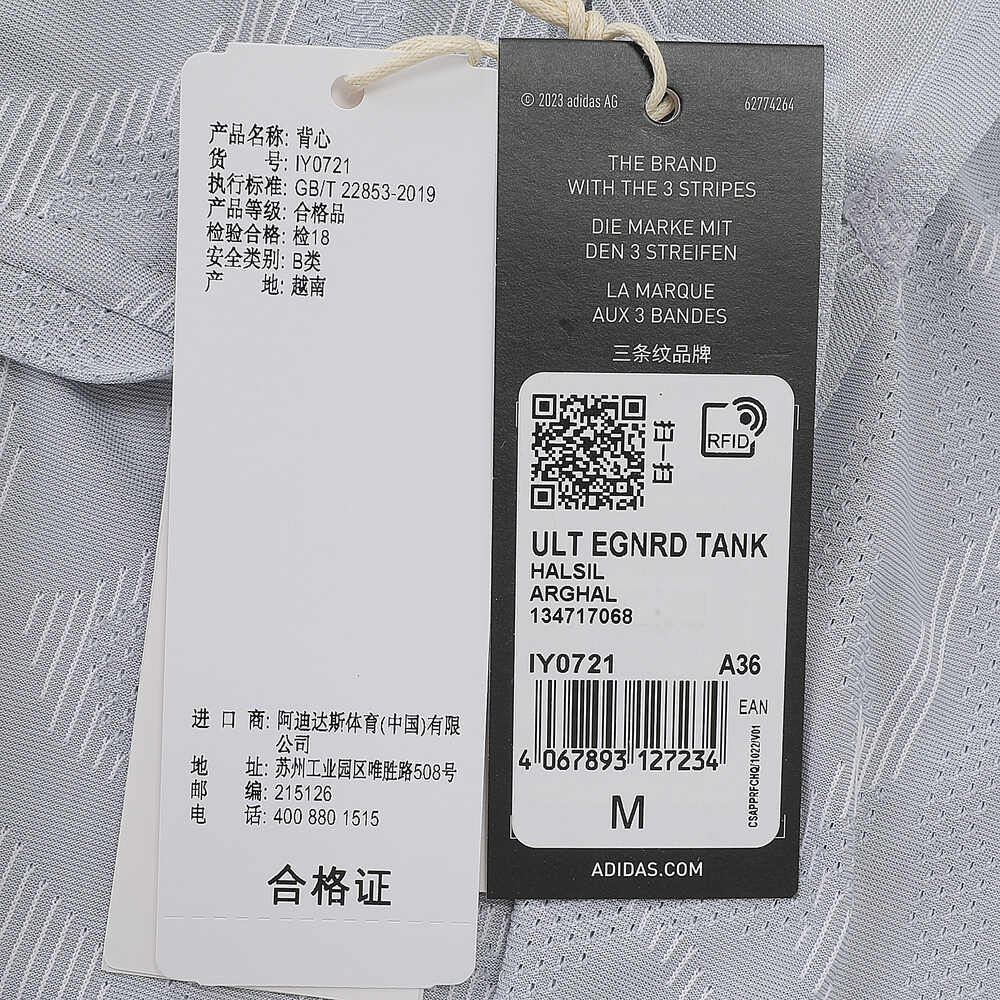 产品名称: 背心
货 号: IY0721
执行标准: GB/T 22853-2019
产品等级: 合格品
检验合格: 检18
安全类别: B类
产 地: 越南
进 口 商: 阿迪达斯体育(中国)有限
公司
地 址: 苏州工业园区唯胜路508号
邮 编: 215126
电 话: 400 880 1515
合格证
© 2023 adidas AG 62774264
THE BRAND
WITH THE 3 STRIPES
DIE MARKE MIT
DEN 3 STREIFEN
LA MARQUE
AUX 3 BANDES
三条纹品牌
扫一扫
RFID
ULT EGNRD TANK
HALSIL
ARGHAL
134717068
IY0721 A36
EAN
4 067893 127234
CSAPPRFCHQ/1022/V01
M
ADIDAS.COM